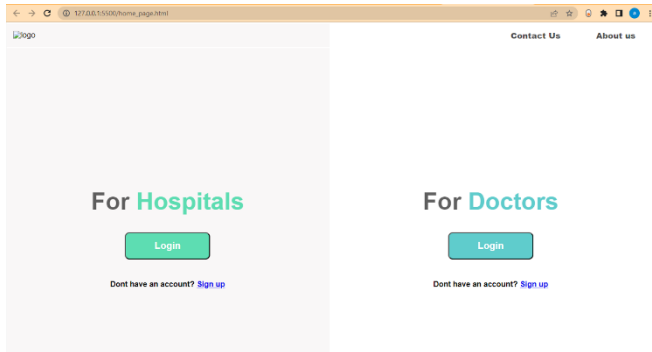 127.0.0.1:5500/home_page.html
logo
Contact Us About us
For Hospitals
For Doctors
Login
Login
Dont have an account? Sign up
Dont have an account? Sign up